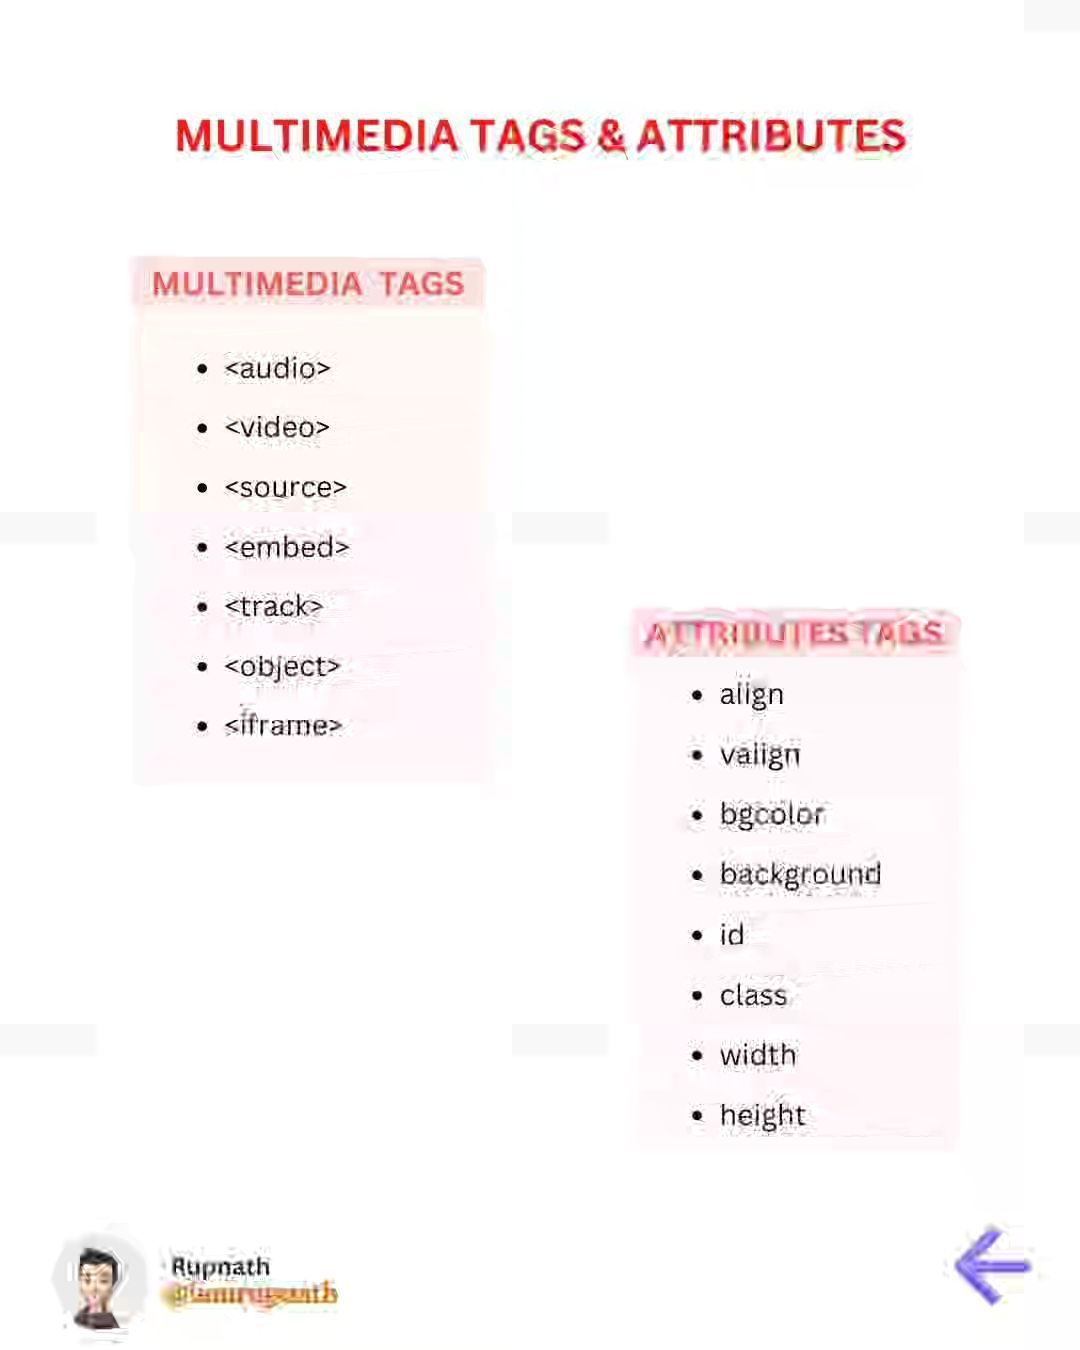 MULTIMEDIA TAGS & ATTRIBUTES
MULTIMEDIA TAGS
• <audio>
• <video>
• <source>
• <embed>
• <track>
• <object>
• <iframe>
ATTRIBUTES TAGS
• align
• valign
• bgcolor
• background
• id
• class
• width
• height
Rupnath